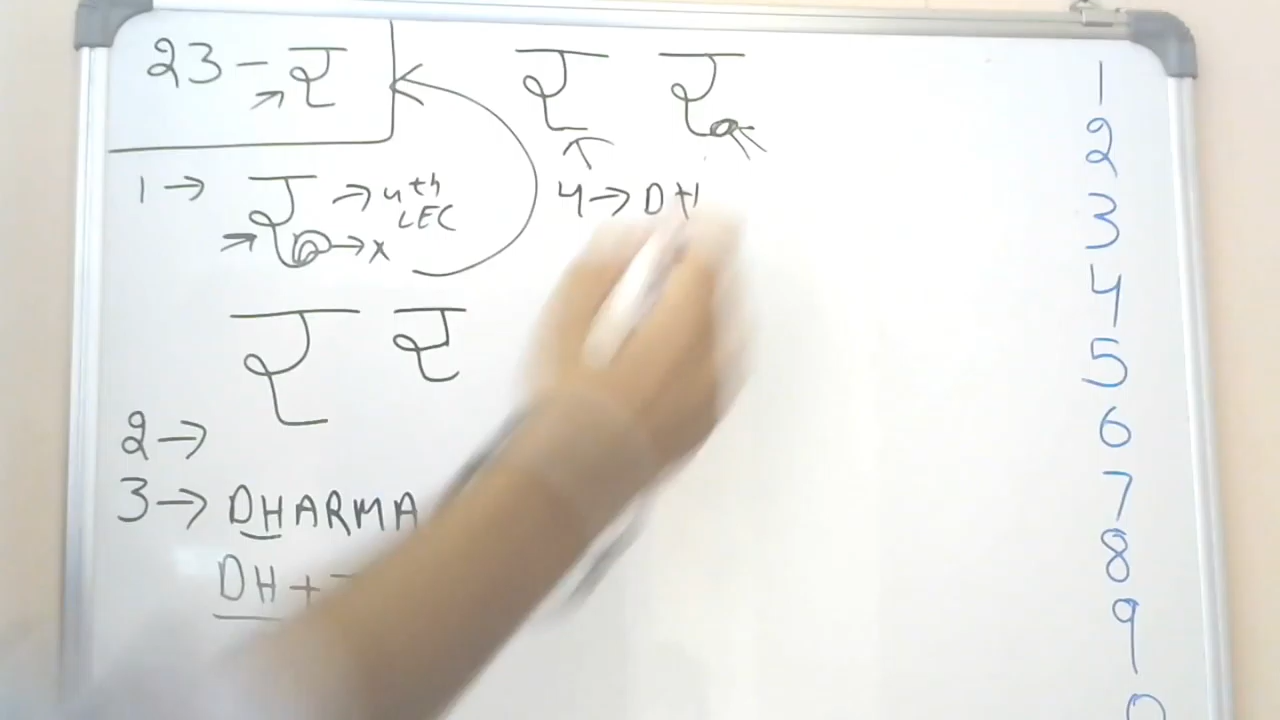 23 - र
1 → र → 4th
LEC
→ x
र र
2 →
3 → DHARMA
DH +
र र
4 → DH
1
2
3
4
5
6
7
8
9
0